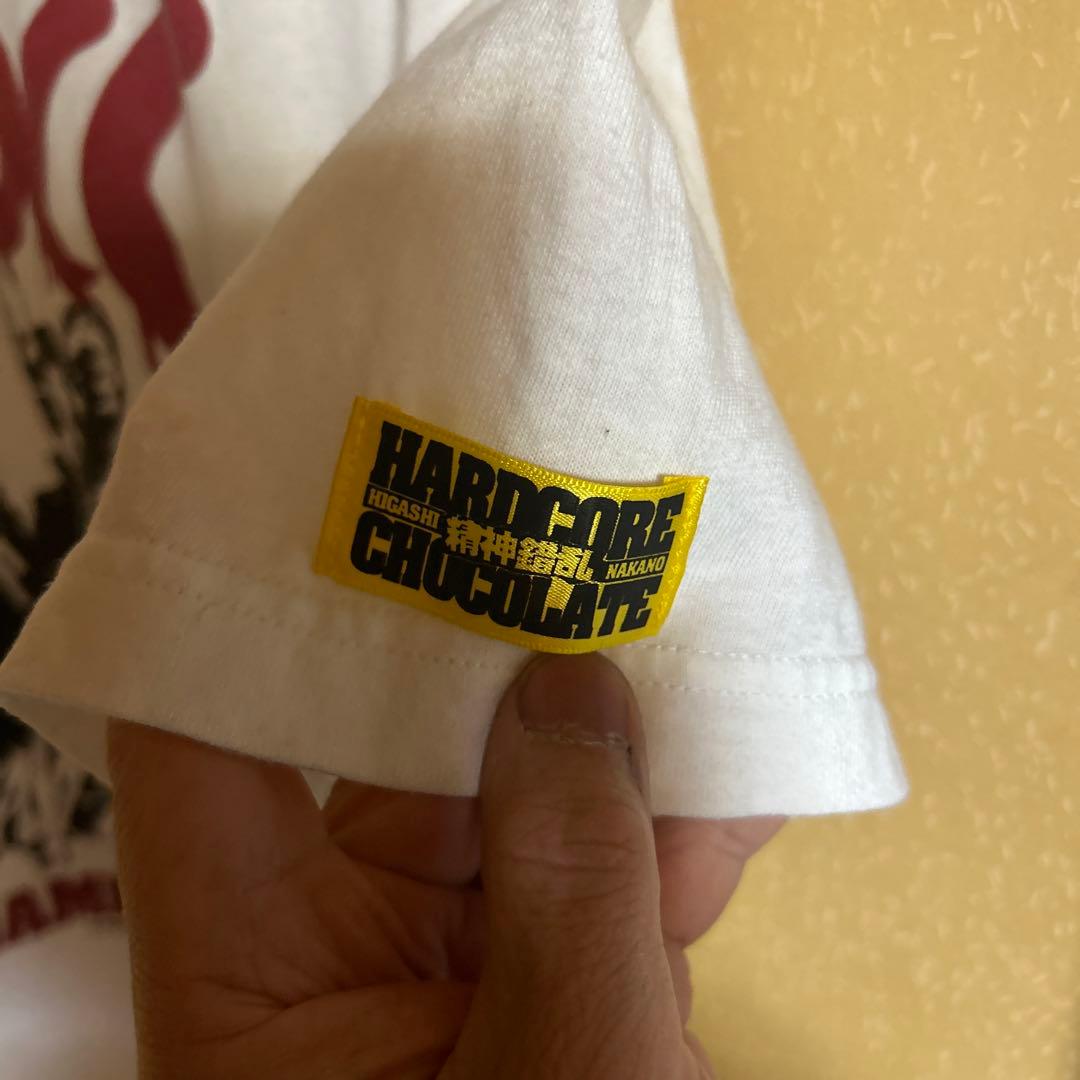 HARDCORE
HIGASHI 精神錯乱 NAKANO
CHOCOLATE